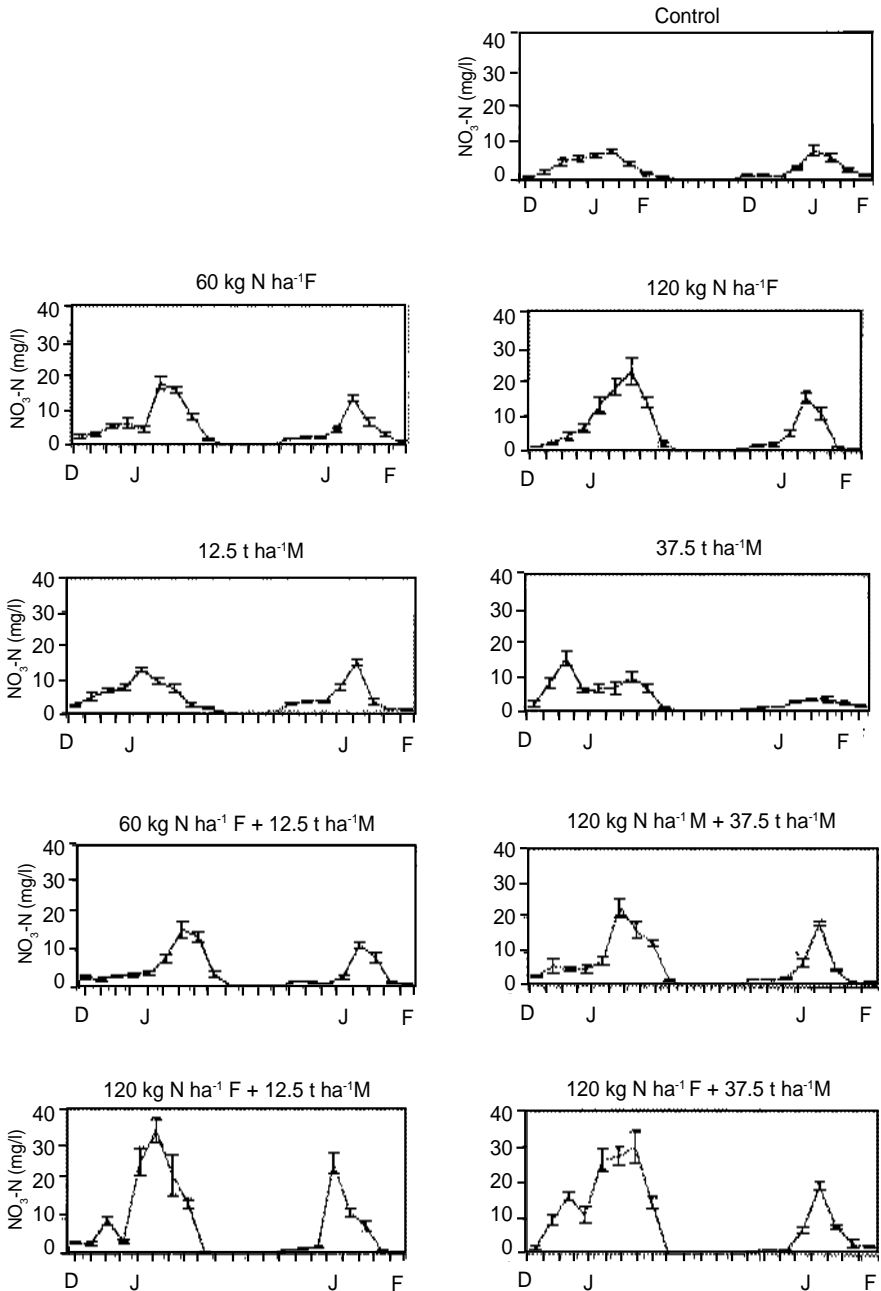 Control
NO₃-N (mg/l)
40
30
20
10
0
D J F D J F
60 kg N ha⁻¹F
NO₃-N (mg/l)
40
30
20
10
0
D J J F
120 kg N ha⁻¹F
40
30
20
10
0
D J J F
12.5 t ha⁻¹M
NO₃-N (mg/l)
40
30
20
10
0
D J J F
37.5 t ha⁻¹M
40
30
20
10
0
D J J F
60 kg N ha⁻¹ F + 12.5 t ha⁻¹M
NO₃-N (mg/l)
40
30
20
10
0
D J J F
120 kg N ha⁻¹M + 37.5 t ha⁻¹M
40
30
20
10
0
D J J F
120 kg N ha⁻¹ F + 12.5 t ha⁻¹M
NO₃-N (mg/l)
40
30
20
10
0
D J J F
120 kg N ha⁻¹F + 37.5 t ha⁻¹M
40
30
20
10
0
D J J F